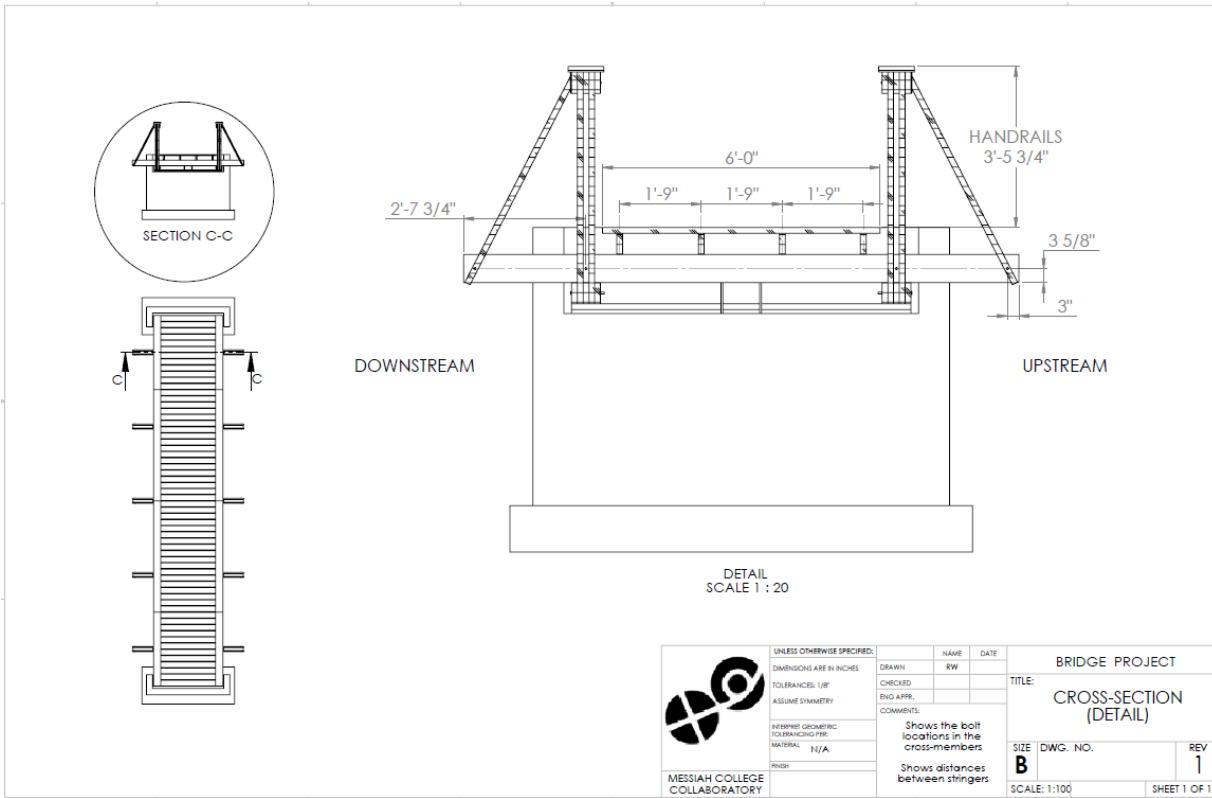 SECTION C-C
C
C
HANDRAILS
3'-5 3/4"
6'-0"
1'-9"
1'-9"
1'-9"
2'-7 3/4"
3 5/8"
3"
DOWNSTREAM
UPSTREAM
DETAIL
SCALE 1 : 20
MESSIAH COLLEGE
COLLABORATORY
UNLESS OTHERWISE SPECIFIED:
DIMENSIONS ARE IN INCHES
TOLERANCES: 1/8"
ASSUME SYMMETRY
INTERPRET GEOMETRIC
TOLERANCING PER:
MATERIAL
N/A
FINISH
NAME
DATE
DRAWN
RW
CHECKED
ENG APPR.
COMMENTS:
Shows the bolt
locations in the
cross-members
Shows distances
between stringers
BRIDGE PROJECT
TITLE:
CROSS-SECTION
(DETAIL)
SIZE
B
DWG. NO.
REV
1
SCALE: 1:100
SHEET 1 OF 1